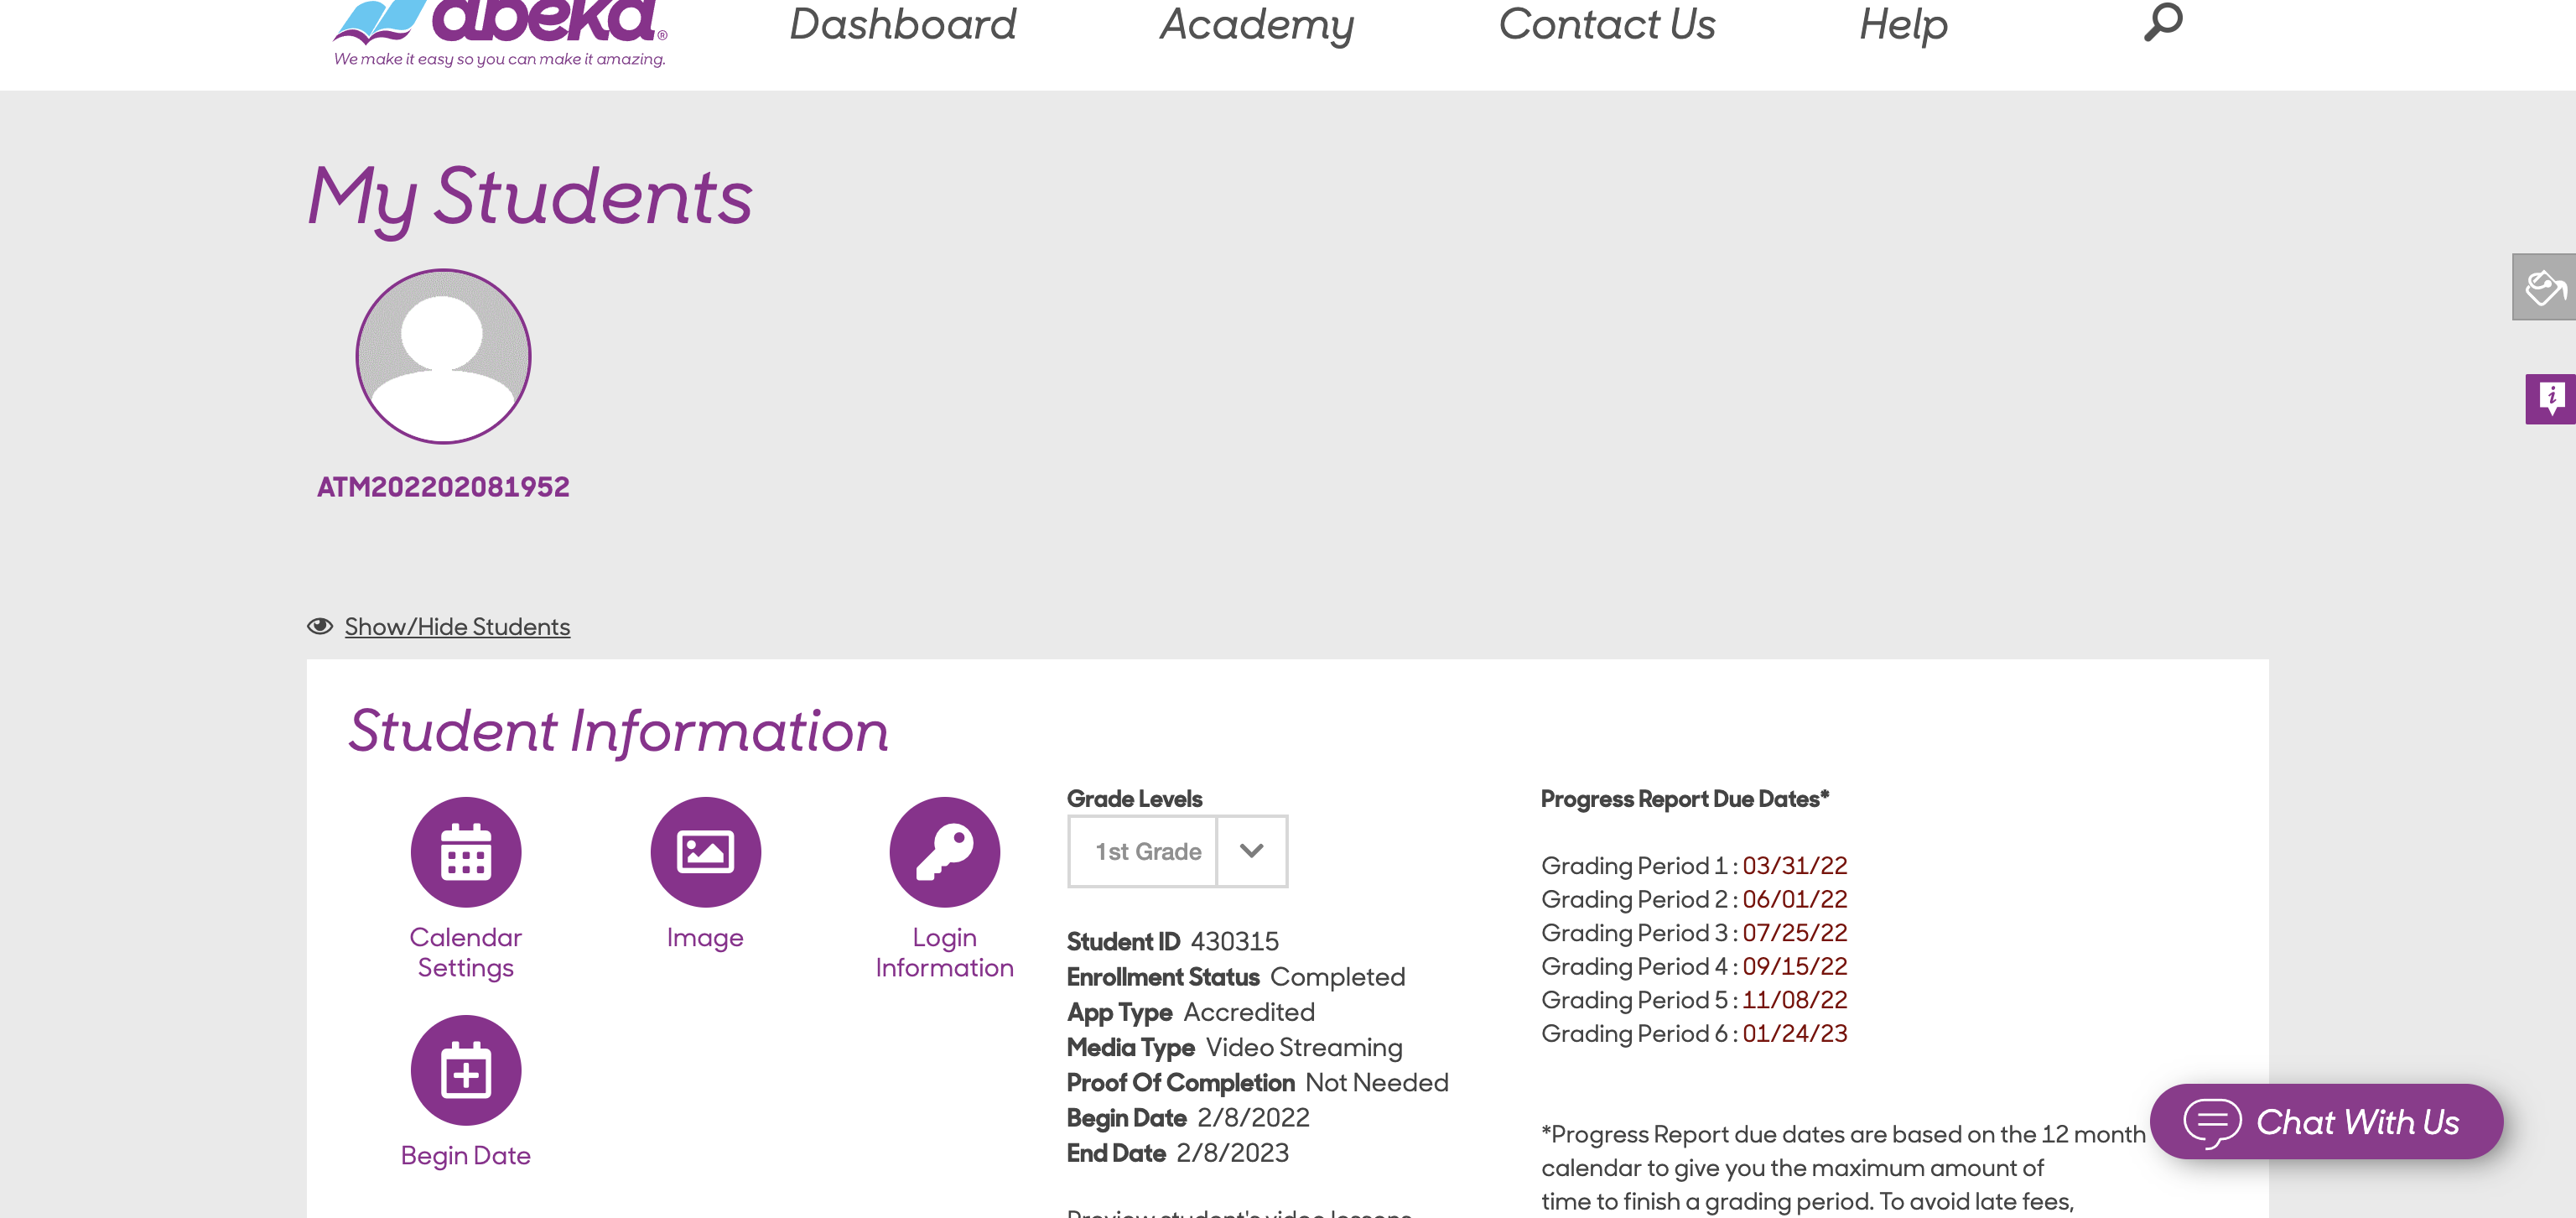 abeka®
We make it easy so you can make it amazing.
Dashboard
Academy
Contact Us
Help
My Students
ATM202202081952
Show/Hide Students
Student Information
Calendar
Settings
Image
Login
Information
Begin Date
Grade Levels
1st Grade
Student ID 430315
Enrollment Status Completed
App Type Accredited
Media Type Video Streaming
Proof Of Completion Not Needed
Begin Date 2/8/2022
End Date 2/8/2023
Preview student's video lessons
Progress Report Due Dates*
Grading Period 1 : 03/31/22
Grading Period 2 : 06/01/22
Grading Period 3 : 07/25/22
Grading Period 4 : 09/15/22
Grading Period 5 : 11/08/22
Grading Period 6 : 01/24/23
*Progress Report due dates are based on the 12 month
calendar to give you the maximum amount of
time to finish a grading period. To avoid late fees,
Chat With Us